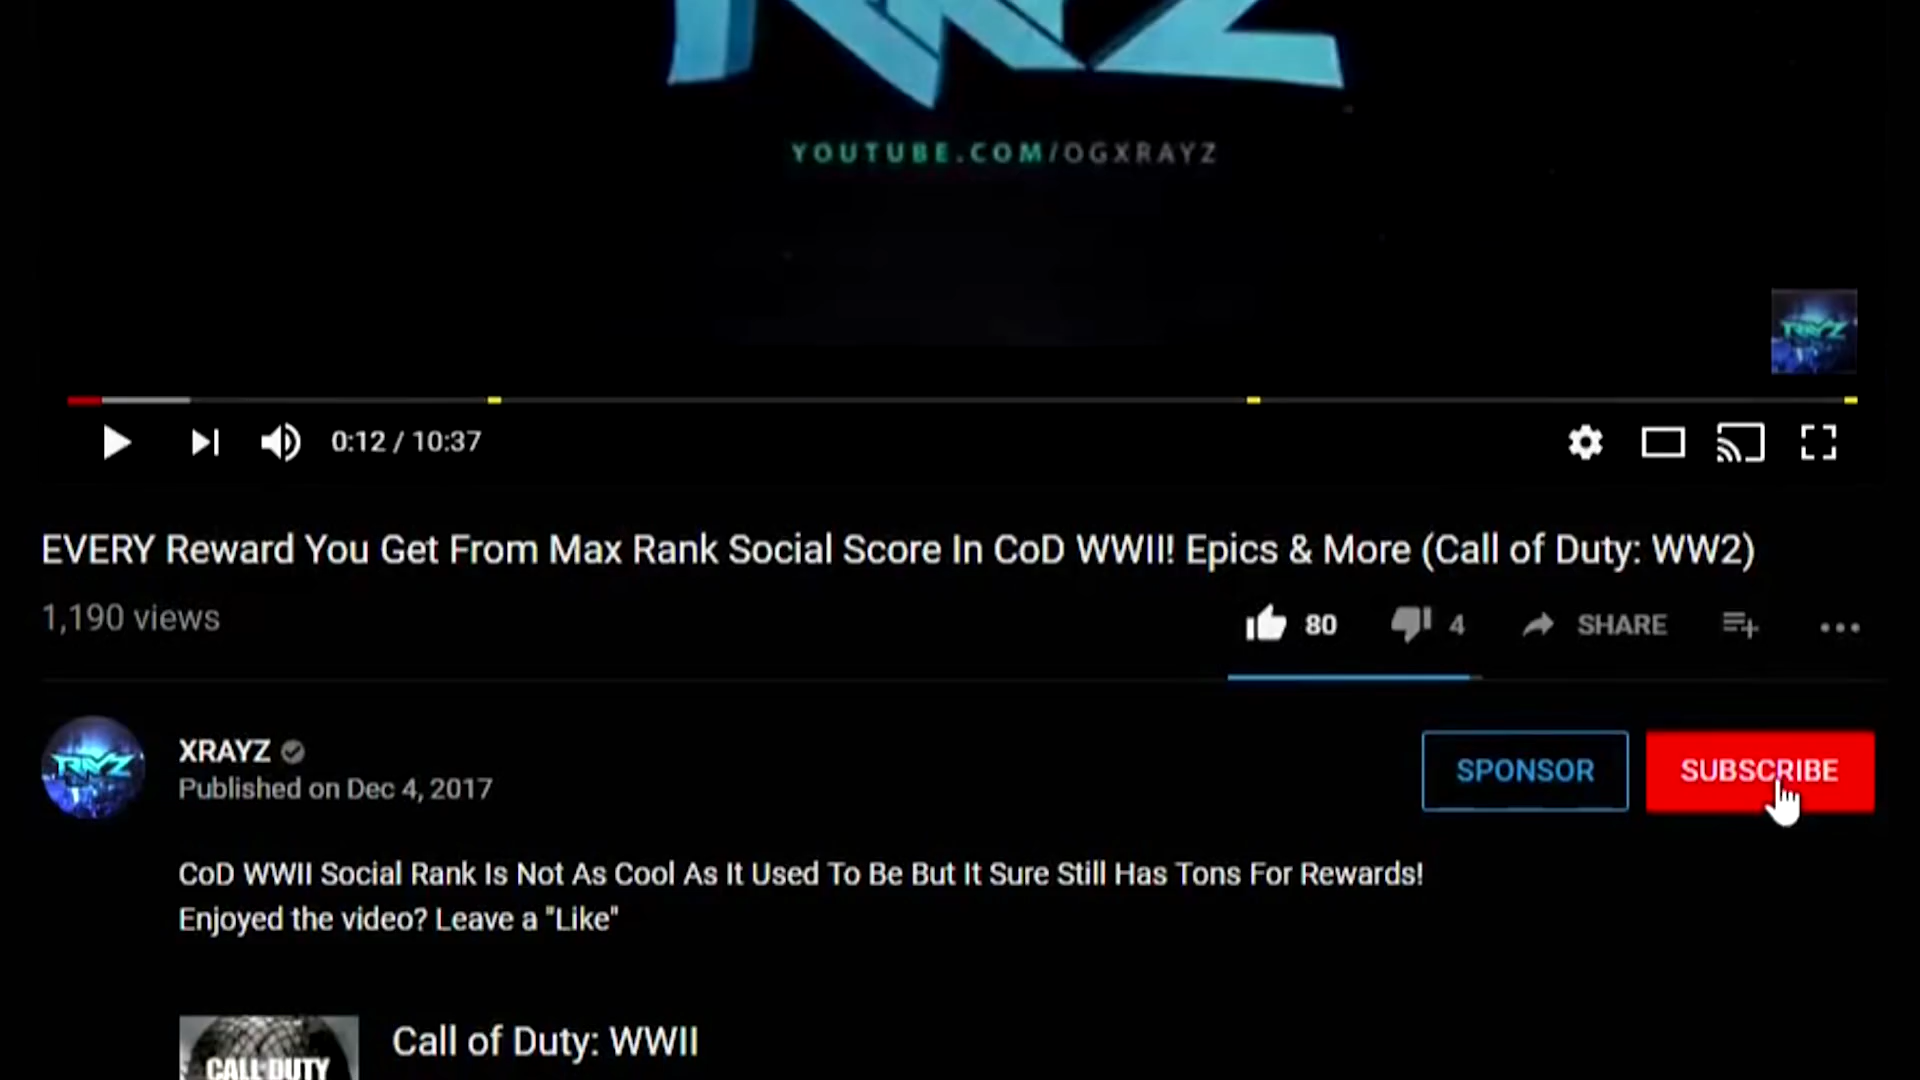 YOUTUBE.COM/OGXRAYZ
RAYZ
0:12 / 10:37
EVERY Reward You Get From Max Rank Social Score In CoD WWII! Epics & More (Call of Duty: WW2)
1,190 views
80 4 SHARE
XRAYZ
Published on Dec 4, 2017
RAYZ
SPONSOR SUBSCRIBE
CoD WWII Social Rank Is Not As Cool As It Used To Be But It Sure Still Has Tons For Rewards!
Enjoyed the video? Leave a "Like"
CALL DUTY
Call of Duty: WWII